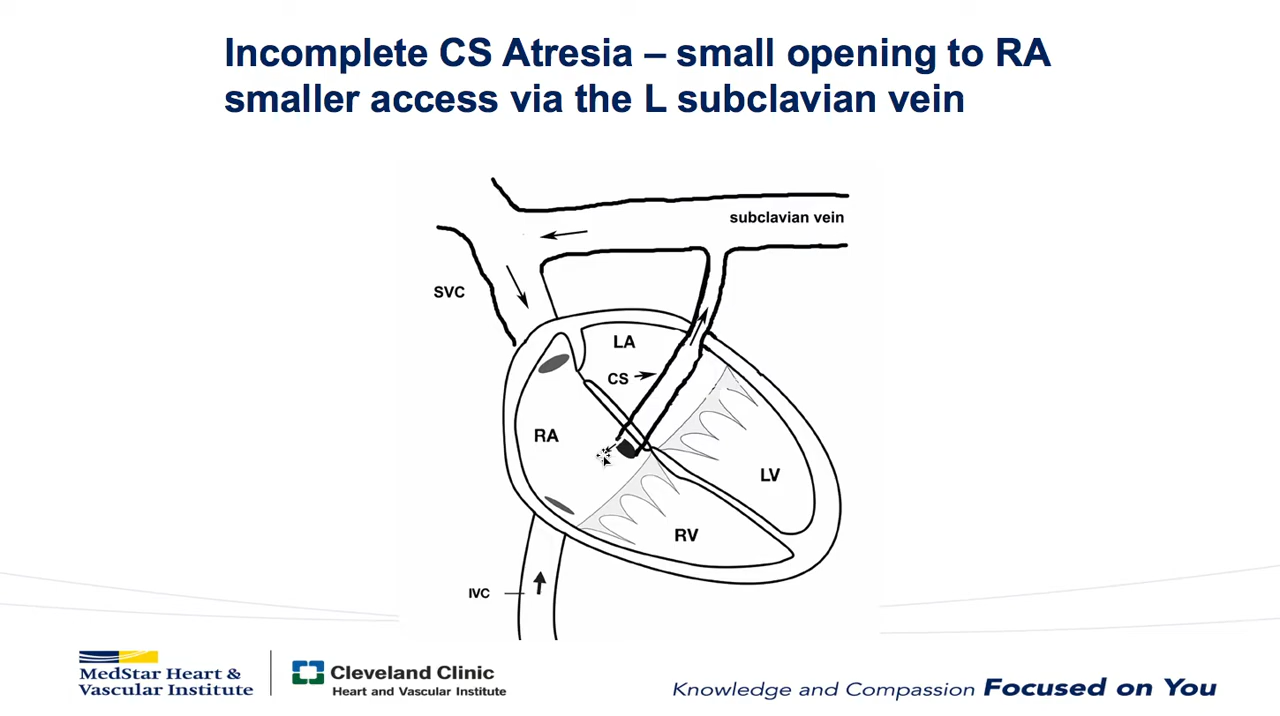 Incomplete CS Atresia – small opening to RA
smaller access via the L subclavian vein
subclavian vein
SVC
LA
CS
RA
LV
RV
IVC
MedStar Heart &
Vascular Institute
Cleveland Clinic
Heart and Vascular Institute
Knowledge and Compassion Focused on You